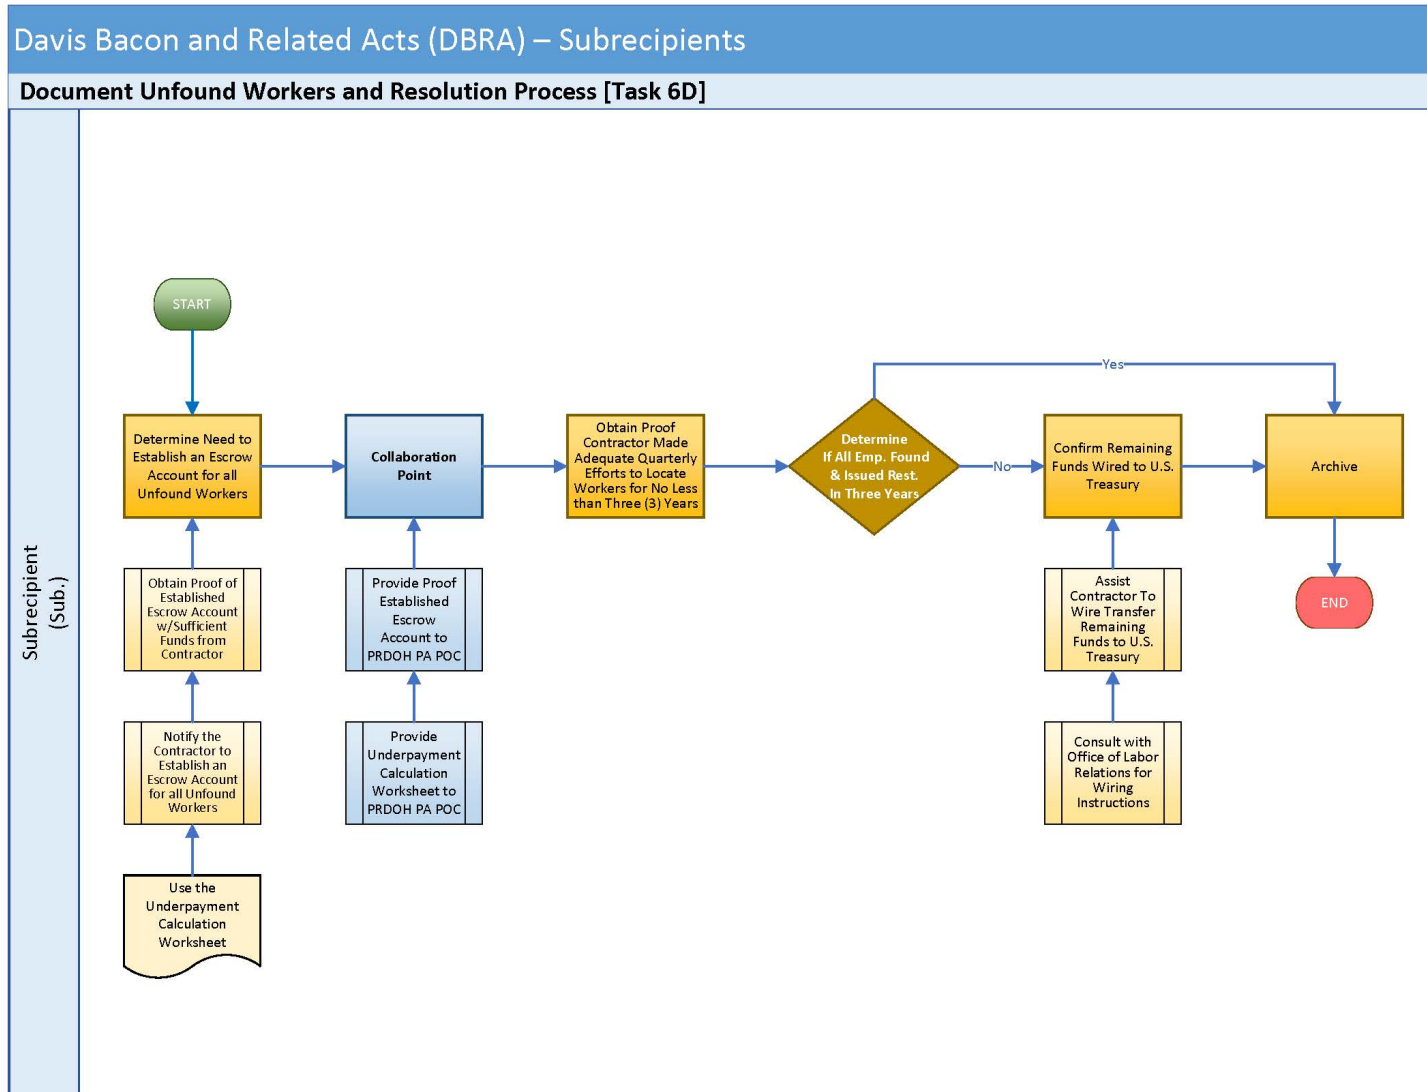 Davis Bacon and Related Acts (DBRA) – Subrecipients
Document Unfound Workers and Resolution Process [Task 6D]
Subrecipient
(Sub.)
START
Determine Need to
Establish an Escrow
Account for all
Unfound Workers
Obtain Proof of
Established
Escrow Account
w/Sufficient
Funds from
Contractor
Notify the
Contractor to
Establish an
Escrow Account
for all Unfound
Workers
Use the
Underpayment
Calculation
Worksheet
Collaboration
Point
Provide Proof
Established
Escrow
Account to
PRDOH PA POC
Provide
Underpayment
Calculation
Worksheet to
PRDOH PA POC
Obtain Proof
Contractor Made
Adequate Quarterly
Efforts to Locate
Workers for No Less
than Three (3) Years
Determine
If All Emp. Found
& Issued Rest.
In Three Years
Yes
No
Confirm Remaining
Funds Wired to U.S.
Treasury
Assist
Contractor To
Wire Transfer
Remaining
Funds to U.S.
Treasury
Consult with
Office of Labor
Relations for
Wiring
Instructions
Archive
END